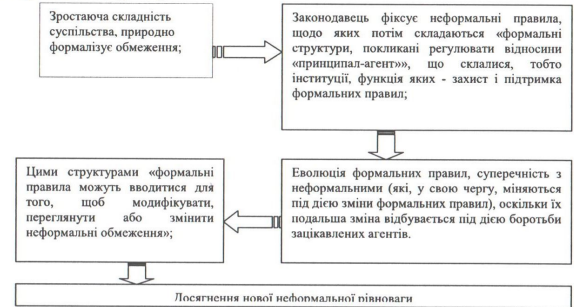 Зростаюча складність
суспільства, природно
формалізує обмеження;
Законодавець фіксує неформальні правила,
щодо яких потім складаються «формальні
структури, покликані регулювати відносини
«принципал-агент»», що склалися, тобто
інституції, функція яких - захист і підтримка
формальних правил;
Еволюція формальних правил, суперечність з
неформальними (які, у свою чергу, міняються
під дією зміни формальних правил), оскільки їх
подальша зміна відбувається під дією боротьби
зацікавлених агентів.
Цими структурами «формальні
правила можуть вводитися для
того, щоб модифікувати,
переглянути або змінити
неформальні обмеження»;
Досягнення нової неформальної рівноваги